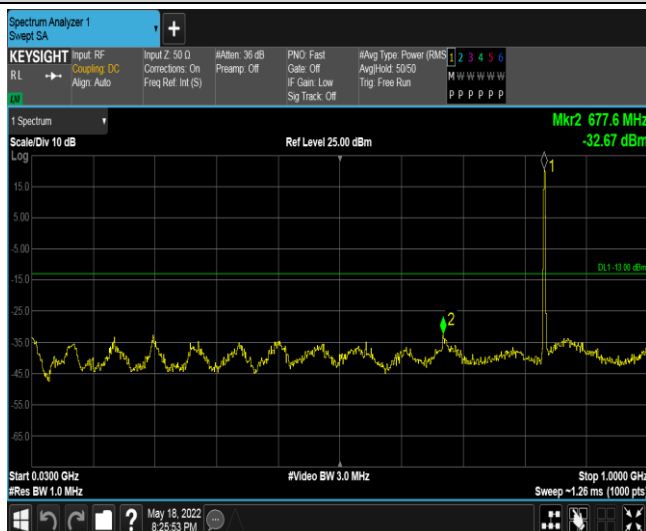 Spectrum Analyzer 1
Swept SA
+
KEYSIGHT
RL
Input: RF
Coupling: DC
Align: Auto
Input Z: 50 Ω
Corrections: On
Freq Ref: Int (S)
#Atten: 36 dB
Preamp: Off
PNO: Fast
Gate: Off
IF Gain: Low
Sig Track: Off
#Avg Type: Power (RMS
Avg|Hold: 50/50
Trig: Free Run
1 2 3 4 5 6
M W W W W W
P P P P P P
1 Spectrum
Mkr2 677.6 MHz
Scale/Div 10 dB
Ref Level 25.00 dBm
-32.67 dBm
Log
1
15.0
5.00
-5.00
DL1 -13.00 dBm
-15.0
-25.0
2
-35.0
-45.0
-55.0
-65.0
Start 0.0300 GHz
#Video BW 3.0 MHz
Stop 1.0000 GHz
#Res BW 1.0 MHz
Sweep ~1.26 ms (1000 pts)
?
May 18, 2022
8:25:53 PM